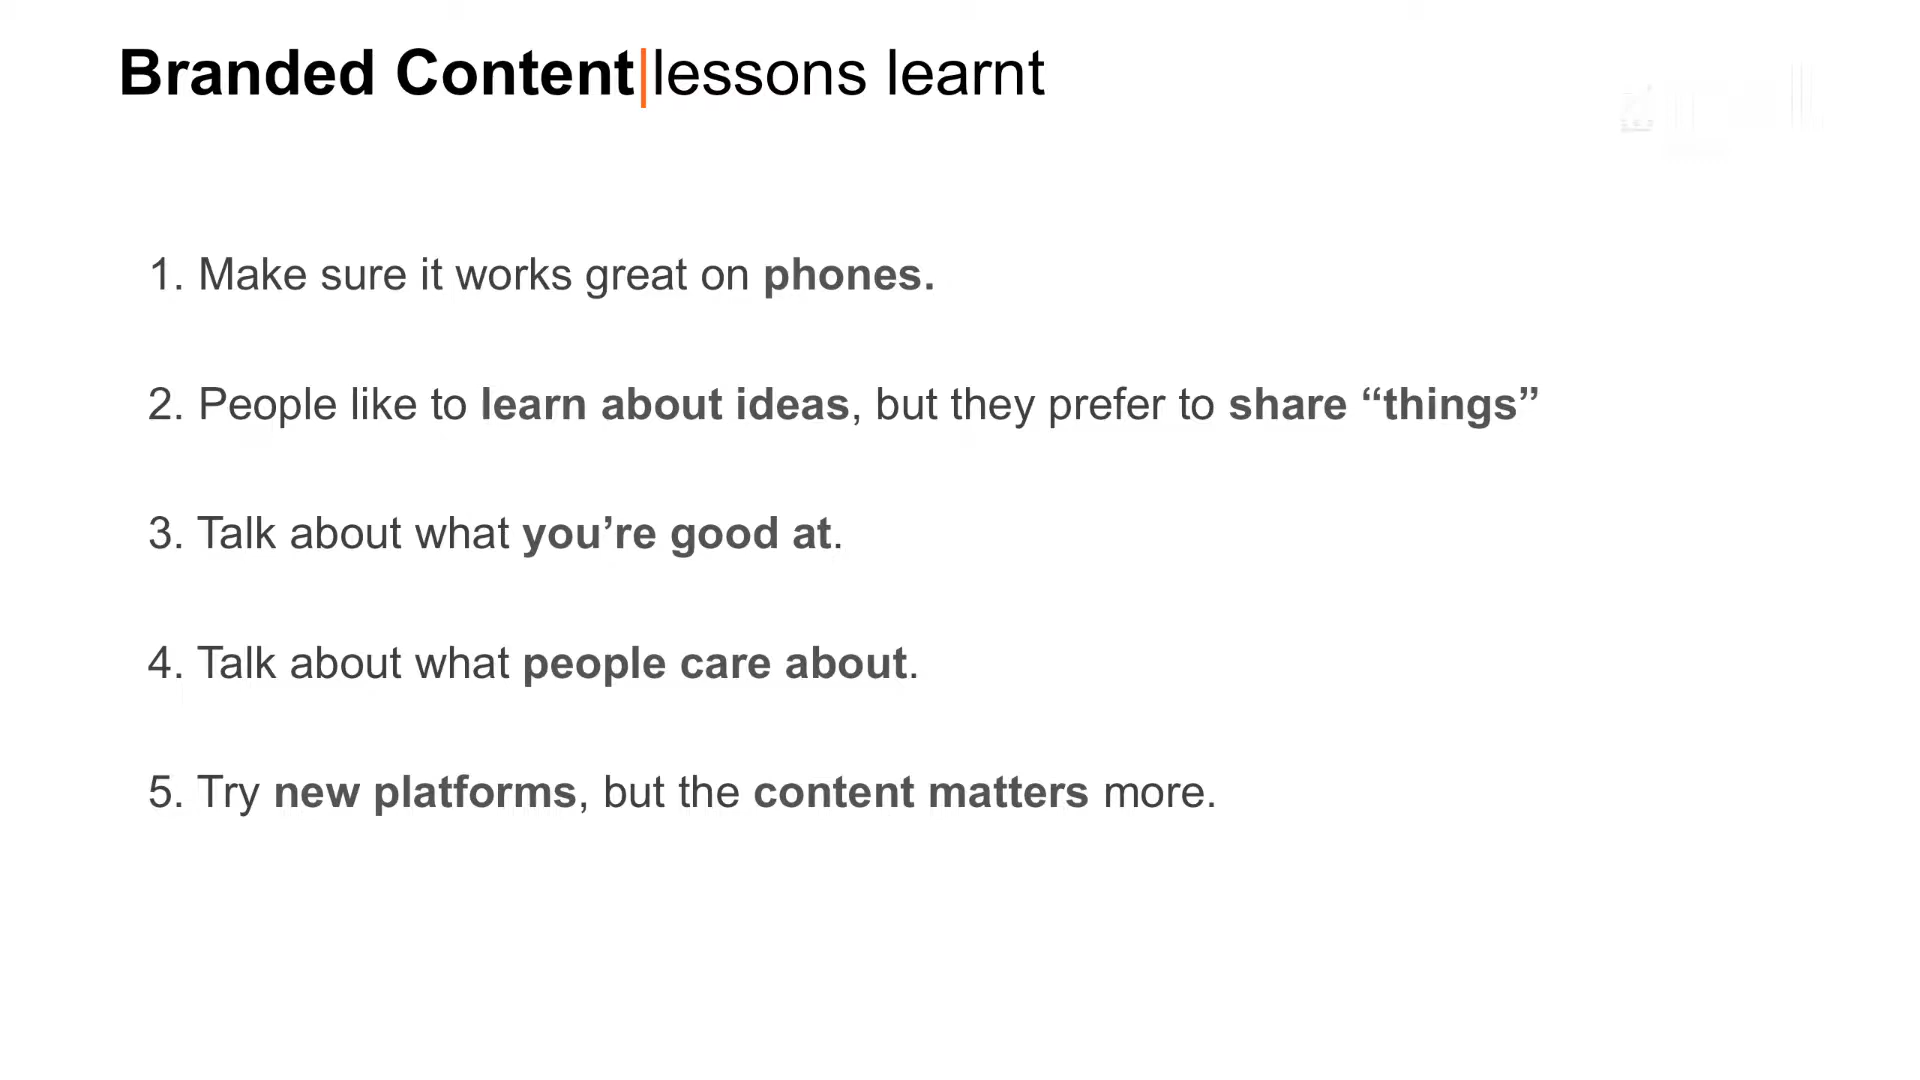 Branded Content|lessons learnt
1. Make sure it works great on phones.
2. People like to learn about ideas, but they prefer to share “things”
3. Talk about what you’re good at.
4. Talk about what people care about.
5. Try new platforms, but the content matters more.